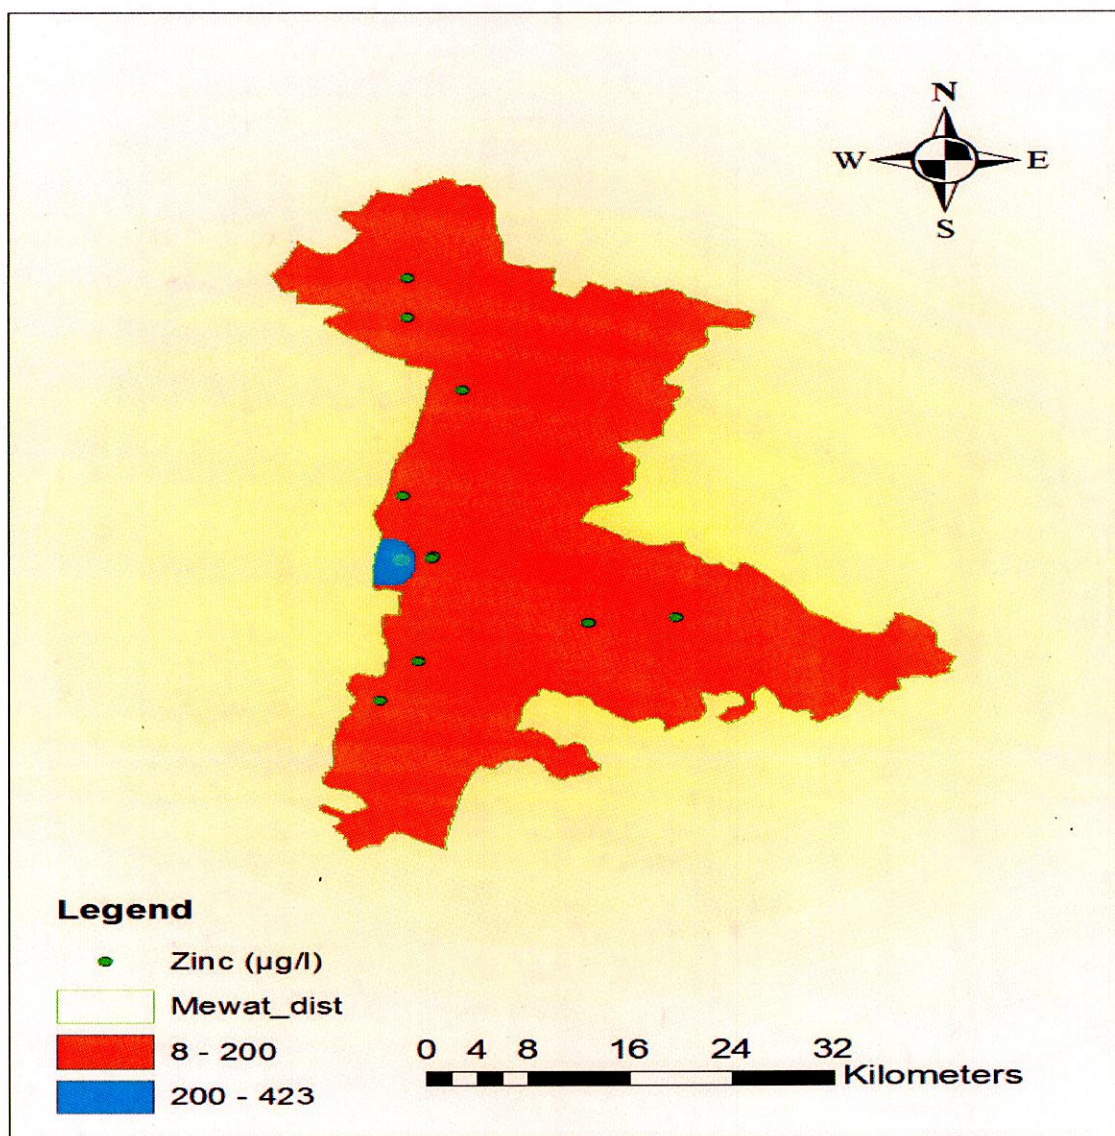 N
W E
S
Legend
Zinc (µg/l)
Mewat_dist
8 - 200
200 - 423
0 4 8 16 24 32
Kilometers